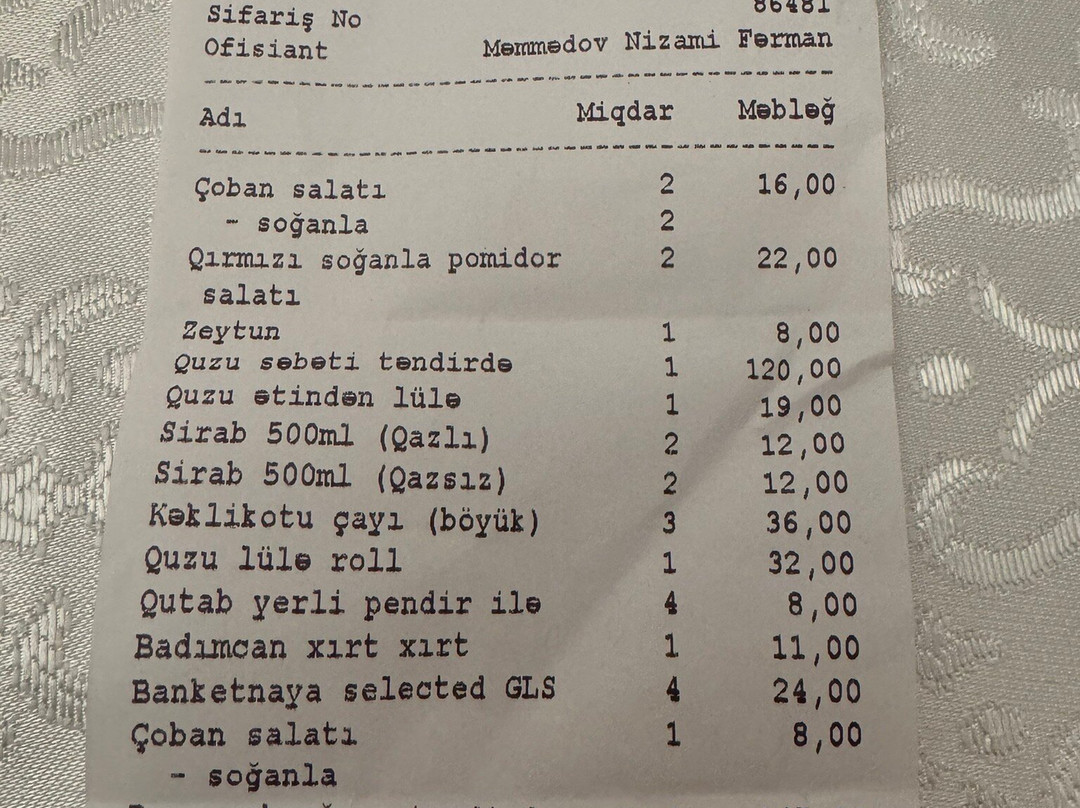 Sifariş No 86481
Ofisiant Məmmədov Nizami Fərman
Adı Miqdar Məbləğ
Çoban salatı 2 16,00
- soğanla 2
Qırmızı soğanla pomidor 2 22,00
salatı
Zeytun 1 8,00
Quzu səbəti təndirdə 1 120,00
Quzu ətindən lülə 1 19,00
Sirab 500ml (Qazlı) 2 12,00
Sirab 500ml (Qazsız) 2 12,00
Kəklikotu çayı (böyük) 3 36,00
Quzu lülə roll 1 32,00
Qutab yerli pendir ilə 4 8,00
Badımcan xırt xırt 1 11,00
Banketnaya selected GLS 4 24,00
Çoban salatı 1 8,00
- soğanla